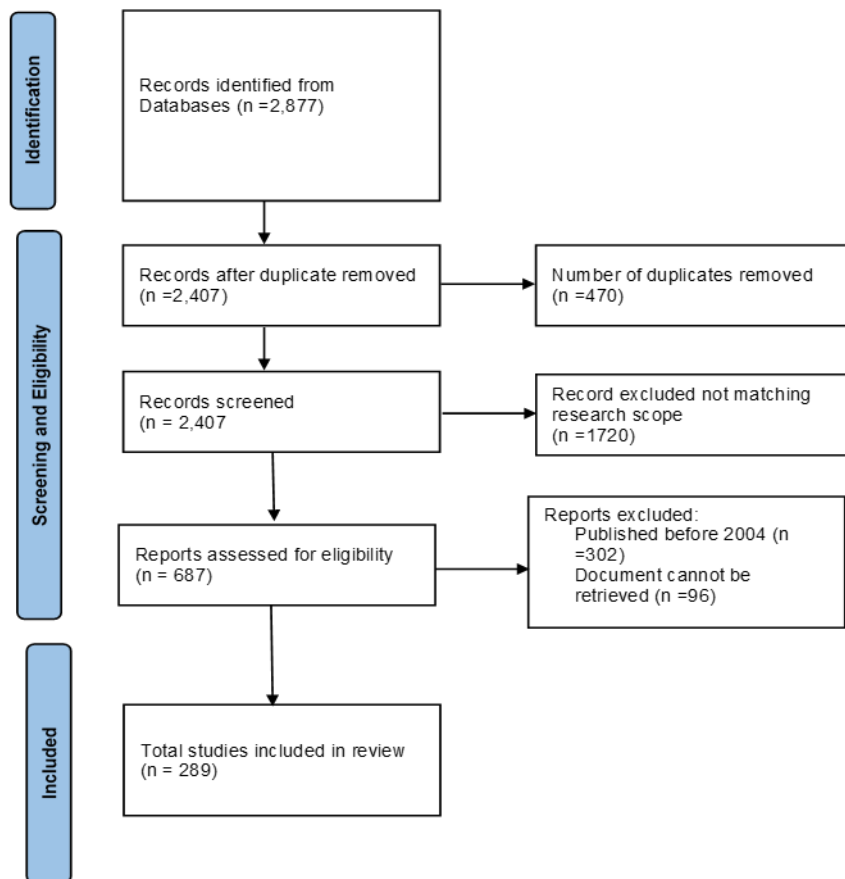 Identification
Records identified from
Databases (n =2,877)
Screening and Eligibility
Records after duplicate removed
(n =2,407)
Number of duplicates removed
(n =470)
Records screened
(n = 2,407
Record excluded not matching
research scope
(n =1720)
Reports assessed for eligibility
(n = 687)
Reports excluded:
Published before 2004 (n
=302)
Document cannot be
retrieved (n =96)
Included
Total studies included in review
(n = 289)